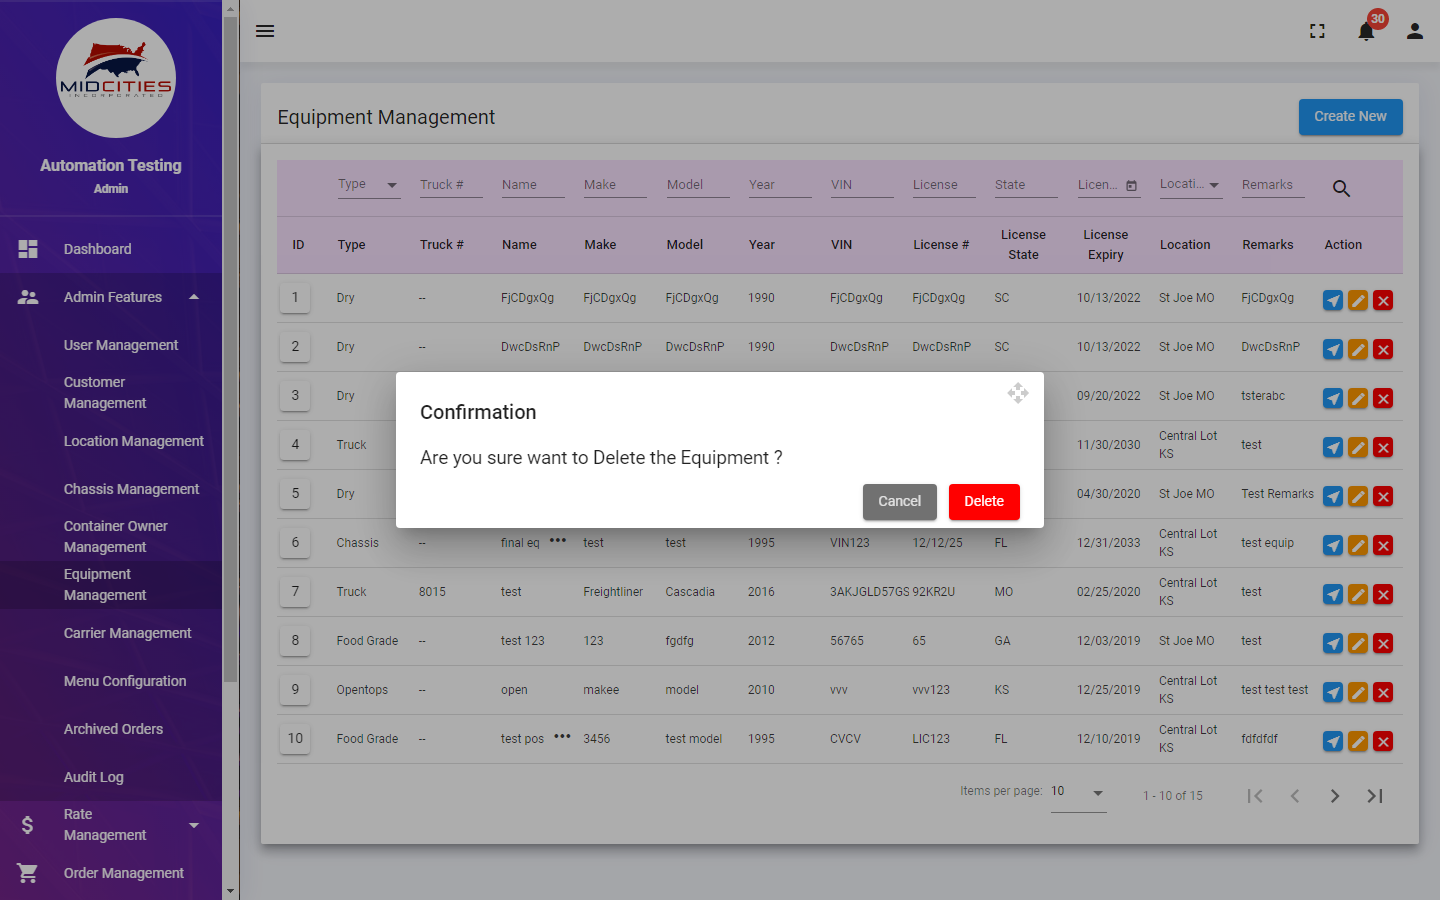 MIDCITIES
INCORPORATED
Automation Testing
Admin
Dashboard
Admin Features
User Management
Customer
Management
Location Management
Chassis Management
Container Owner
Management
Equipment
Management
Carrier Management
Menu Configuration
Archived Orders
Audit Log
Rate
Management
Order Management
30
Equipment Management
Create New
Type Truck # Name Make Model Year VIN License State Licen... Locati... Remarks
ID Type Truck # Name Make Model Year VIN License # License State License Expiry Location Remarks Action
1 Dry -- FjCDgxQg FjCDgxQg FjCDgxQg 1990 FjCDgxQg FjCDgxQg SC 10/13/2022 St Joe MO FjCDgxQg
2 Dry -- DwcDsRnP DwcDsRnP DwcDsRnP 1990 DwcDsRnP DwcDsRnP SC 10/13/2022 St Joe MO DwcDsRnP
3 Dry 09/20/2022 St Joe MO tsterabc
4 Truck 11/30/2030 Central Lot KS test
5 Dry 04/30/2020 St Joe MO Test Remarks
Confirmation
Are you sure want to Delete the Equipment ?
Cancel Delete
6 Chassis -- final eq ••• test test 1995 VIN123 12/12/25 FL 12/31/2033 Central Lot KS test equip
7 Truck 8015 test Freightliner Cascadia 2016 3AKJGLD57GS 92KR2U MO 02/25/2020 Central Lot KS test
8 Food Grade -- test 123 123 fgdfg 2012 56765 65 GA 12/03/2019 St Joe MO test
9 Opentops -- open makee model 2010 vvv vvv123 KS 12/25/2019 Central Lot KS test test test
10 Food Grade -- test pos ••• 3456 test model 1995 CVCV LIC123 FL 12/10/2019 Central Lot KS fdfdfdf
Items per page: 10 1 - 10 of 15